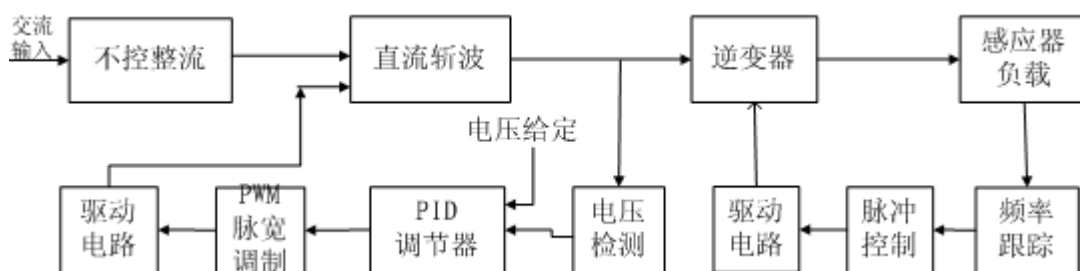 交流
输入
不控整流
直流斩波
逆变器
感应器
负载
电压给定
驱动
电路
PWM
脉宽
调制
PID
调节器
电压
检测
驱动
电路
脉冲
控制
频率
跟踪